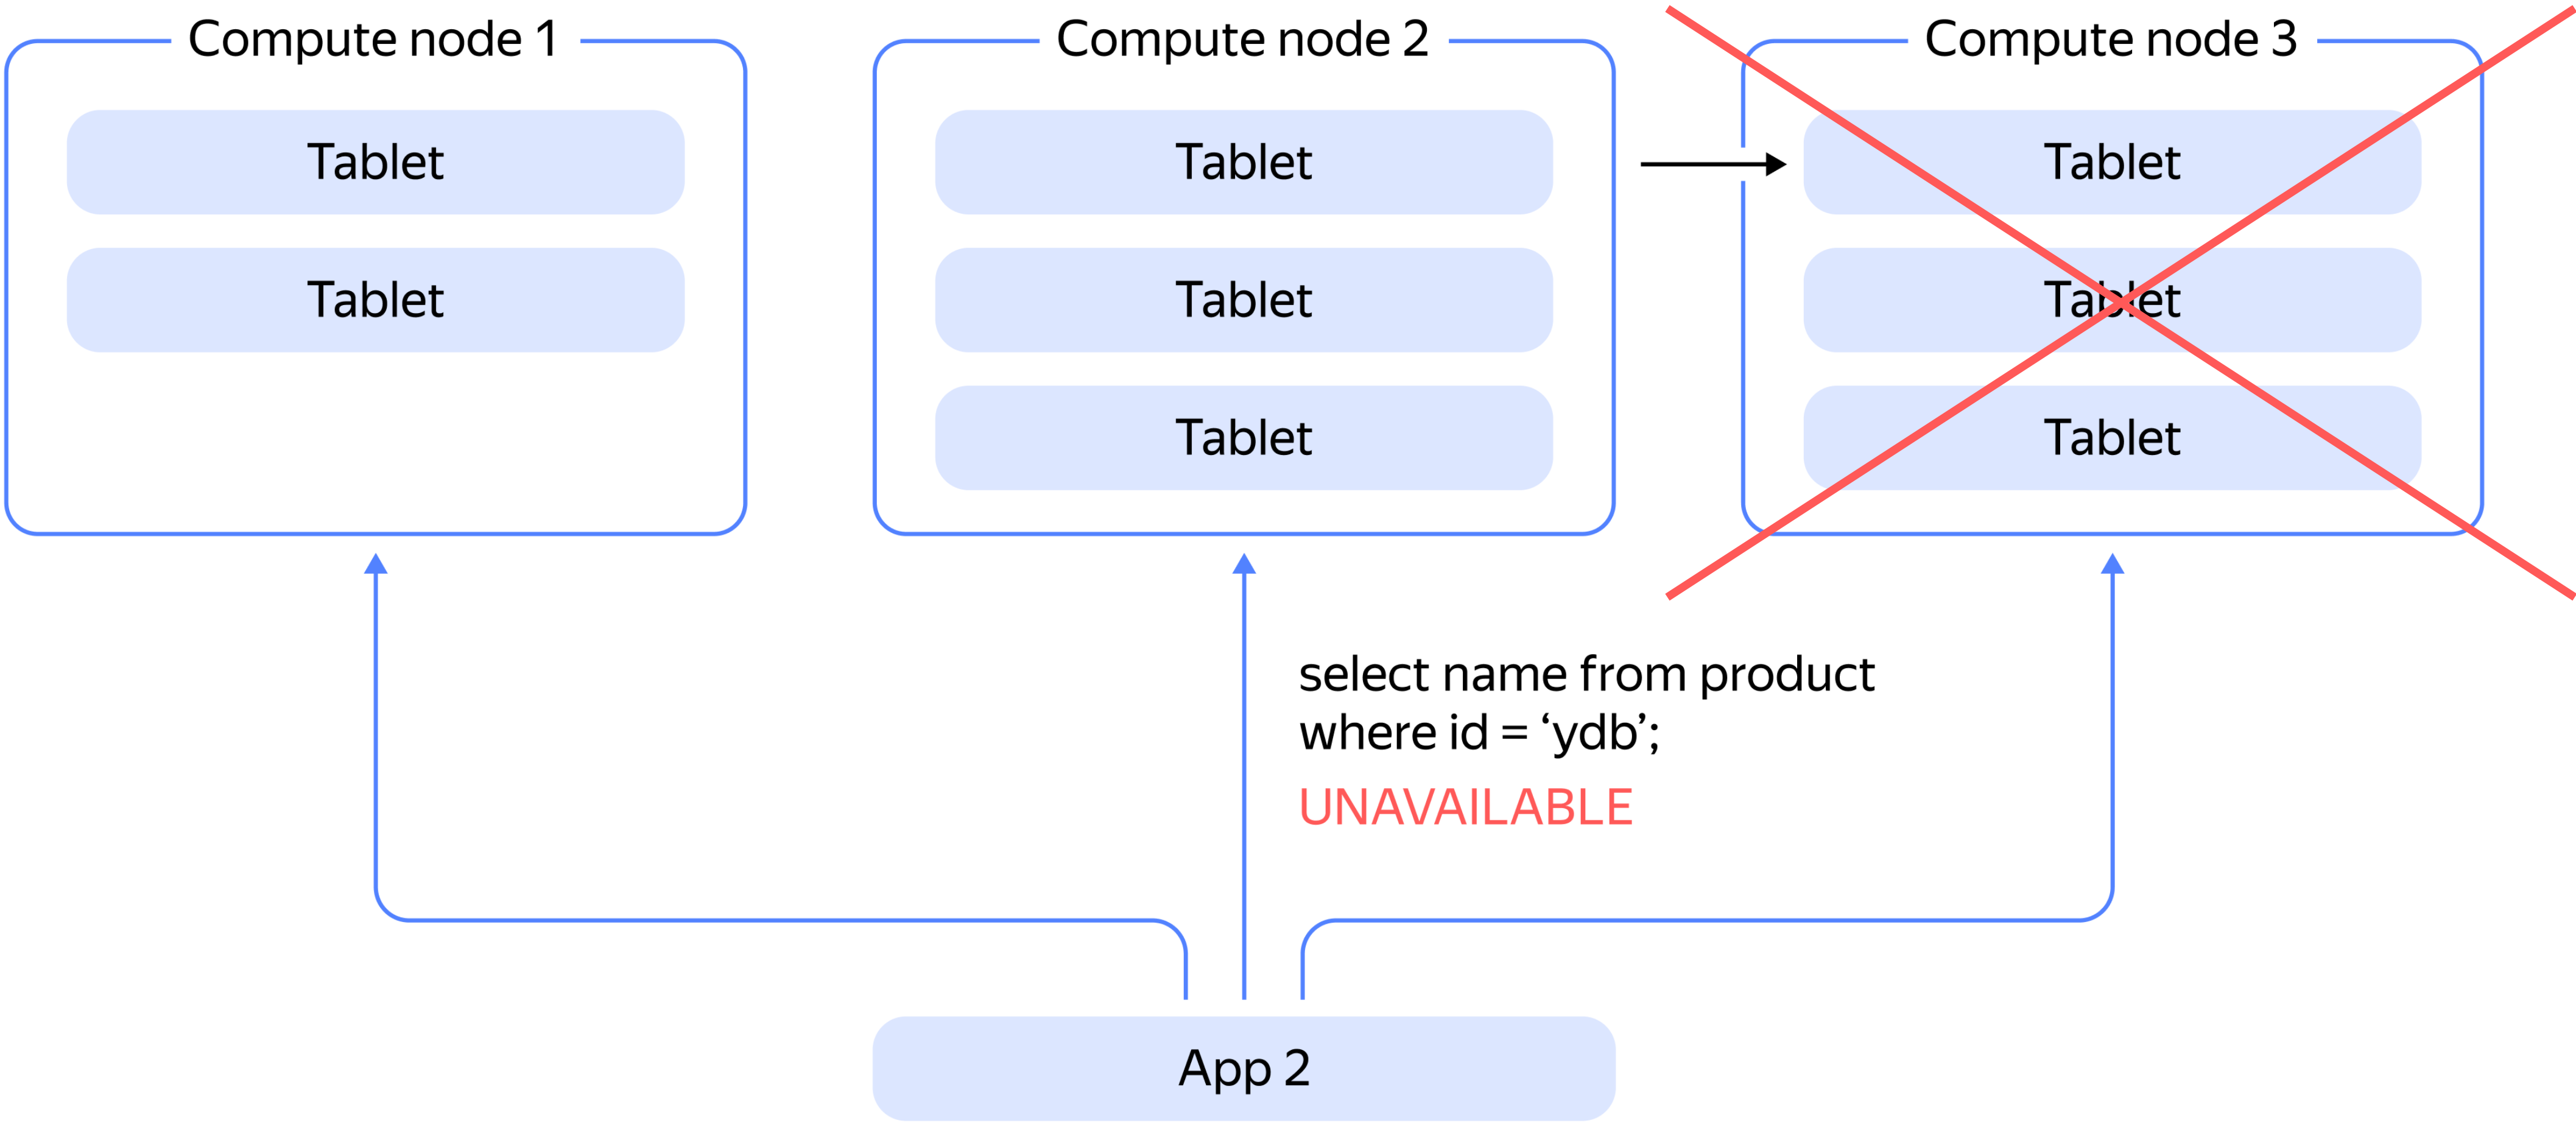 Compute node 1
Compute node 2
Compute node 3
Tablet
Tablet
Tablet
Tablet
Tablet
Tablet
Tablet
Tablet
select name from product
where id = ‘ydb’;
UNAVAILABLE
App 2